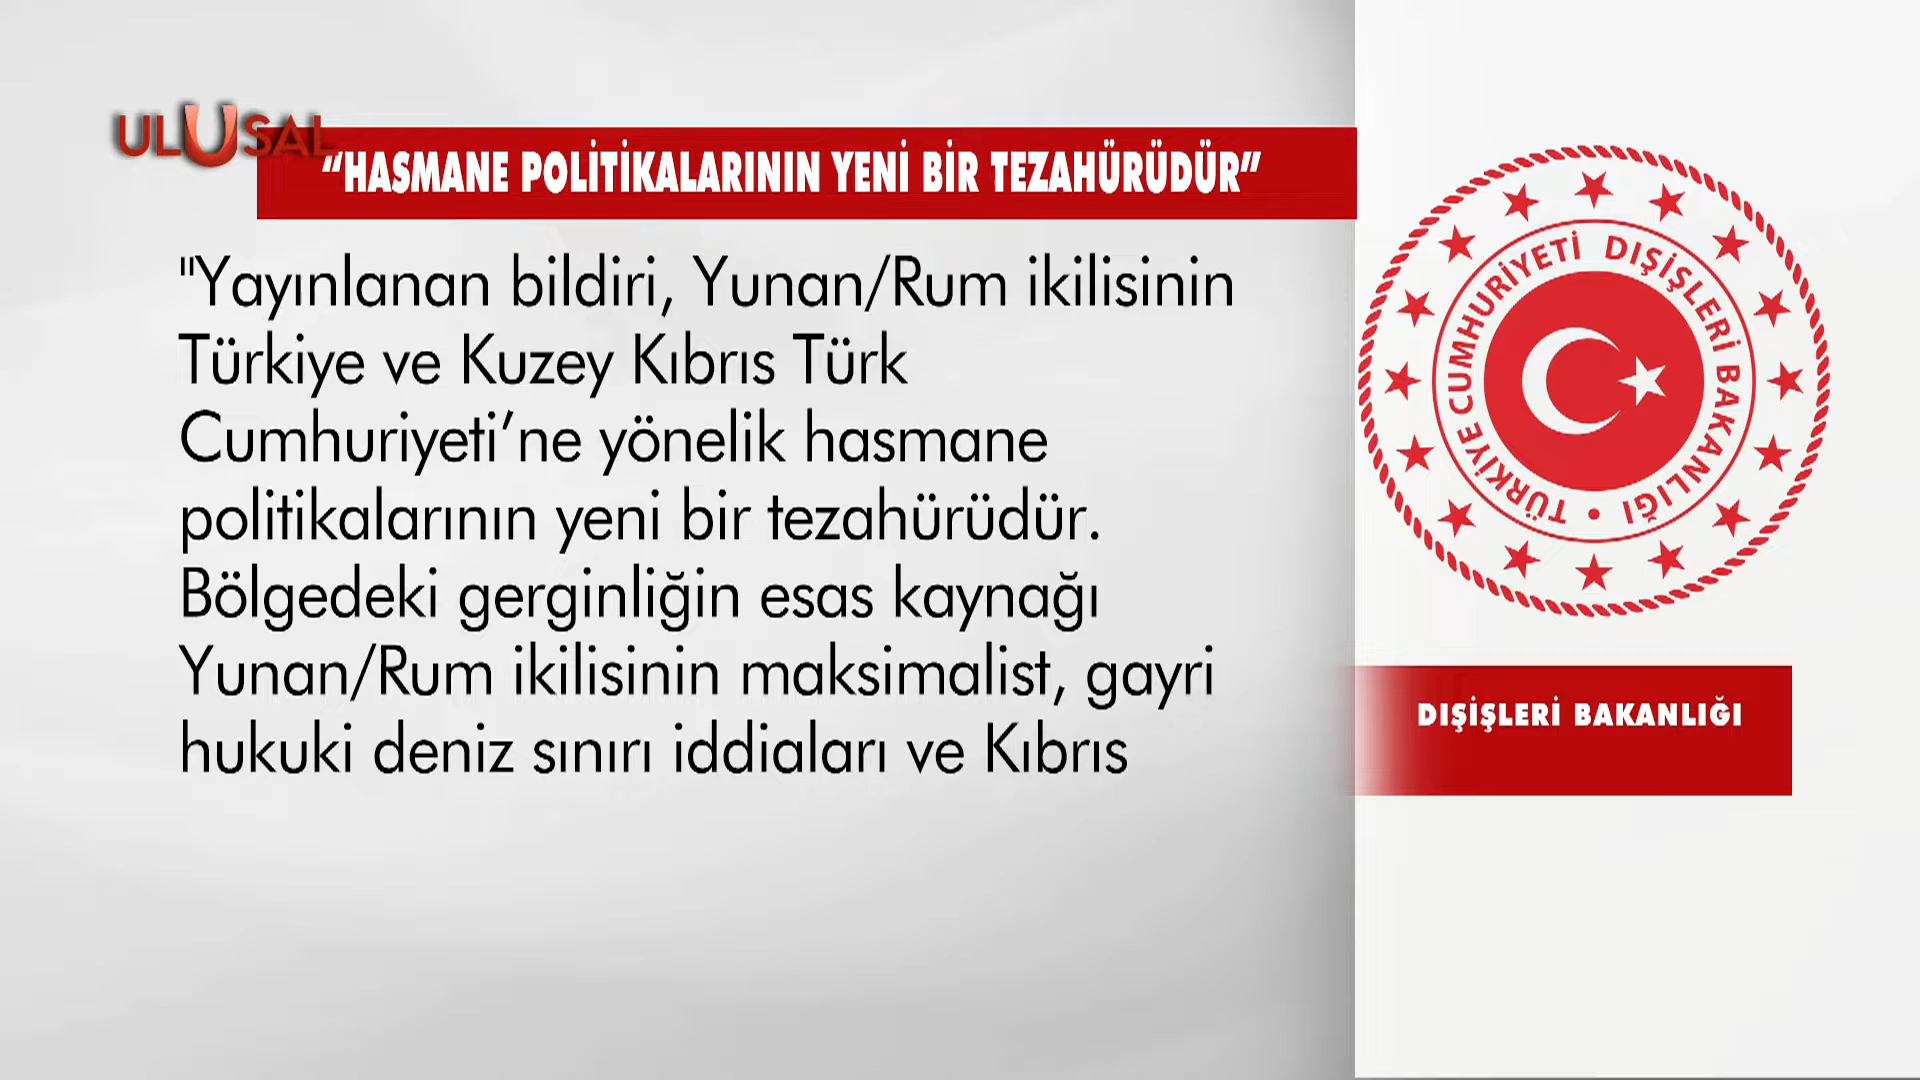 ULUSAL
“HASMANE POLİTİKALARININ YENİ BİR TEZAHÜRÜDÜR”
"Yayınlanan bildiri, Yunan/Rum ikilisinin
Türkiye ve Kuzey Kıbrıs Türk
Cumhuriyeti’ne yönelik hasmane
politikalarının yeni bir tezahürüdür.
Bölgedeki gerginliğin esas kaynağı
Yunan/Rum ikilisinin maksimalist, gayri
hukuki deniz sınırı iddiaları ve Kıbrıs
TÜRKİYE CUMHURİYETİ DIŞİŞLERİ BAKANLIĞI •
DIŞİŞLERİ BAKANLIĞI